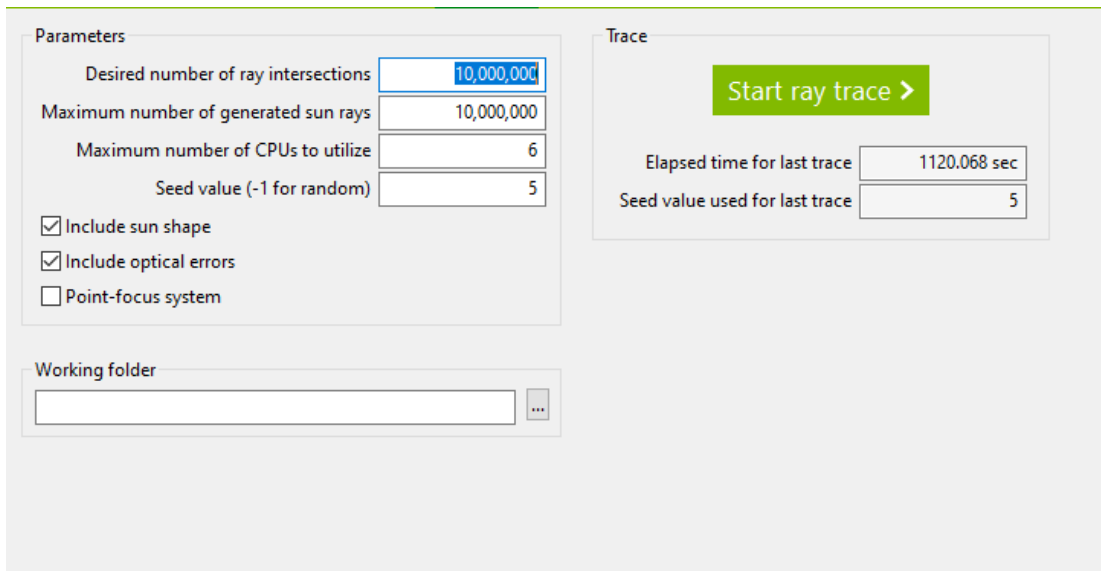 Parameters
Desired number of ray intersections 10,000,000
Maximum number of generated sun rays 10,000,000
Maximum number of CPUs to utilize 6
Seed value (-1 for random) 5
Include sun shape
Include optical errors
Point-focus system
Working folder
...
Trace
Start ray trace >
Elapsed time for last trace 1120.068 sec
Seed value used for last trace 5